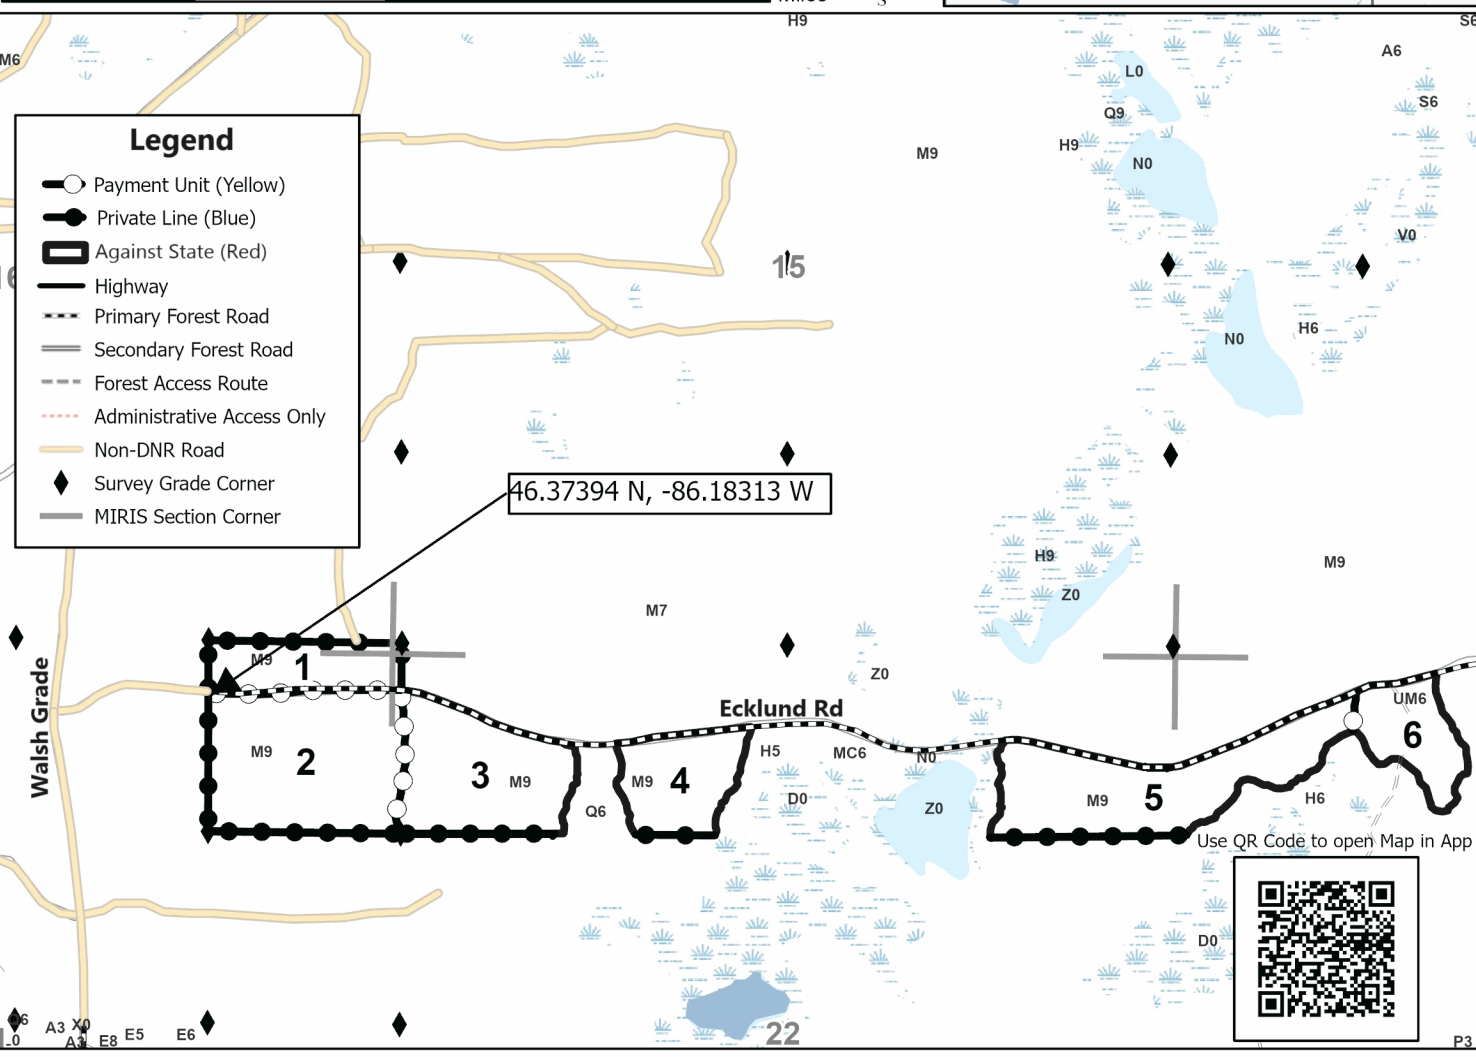 H9
M6
A6
L0
S6
Q9
H9
M9
N0
V0
Legend
Payment Unit (Yellow)
Private Line (Blue)
Against State (Red)
Highway
Primary Forest Road
Secondary Forest Road
Forest Access Route
Administrative Access Only
Non-DNR Road
Survey Grade Corner
MIRIS Section Corner
15
N0
H6
46.37394 N, -86.18313 W
H9
Z0
M9
M7
M9
1
Z0
Walsh Grade
Ecklund Rd
UM6
6
M9
2
3
M9
M9
4
H5
MC6
N0
Q6
D0
Z0
M9
5
H6
Use QR Code to open Map in App
D0
22
A3
X0
A3
E8
E5
E6
P3